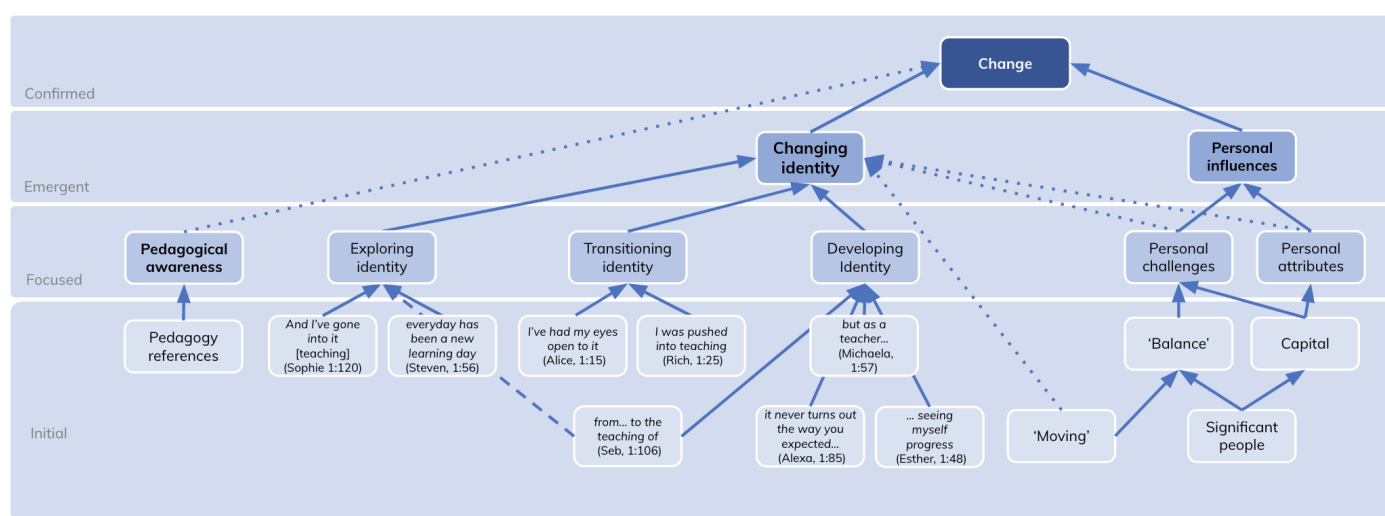 Change
Confirmed
Changing
identity
Personal
influences
Emergent
Pedagogical
awareness
Exploring
identity
Transitioning
identity
Developing
Identity
Personal
challenges
Personal
attributes
Focused
Pedagogy
references
And I’ve gone
into it
[teaching]
(Sophie 1:120)
everyday has
been a new
learning day
(Steven, 1:56)
I’ve had my eyes
open to it
(Alice, 1:15)
I was pushed
into teaching
(Rich, 1:25)
but as a
teacher...
(Michaela,
1:57)
‘Balance’
Capital
Initial
from... to the
teaching of
(Seb, 1:106)
it never turns out
the way you
expected...
(Alexa, 1:85)
... seeing
myself
progress
(Esther, 1:48)
‘Moving’
Significant
people